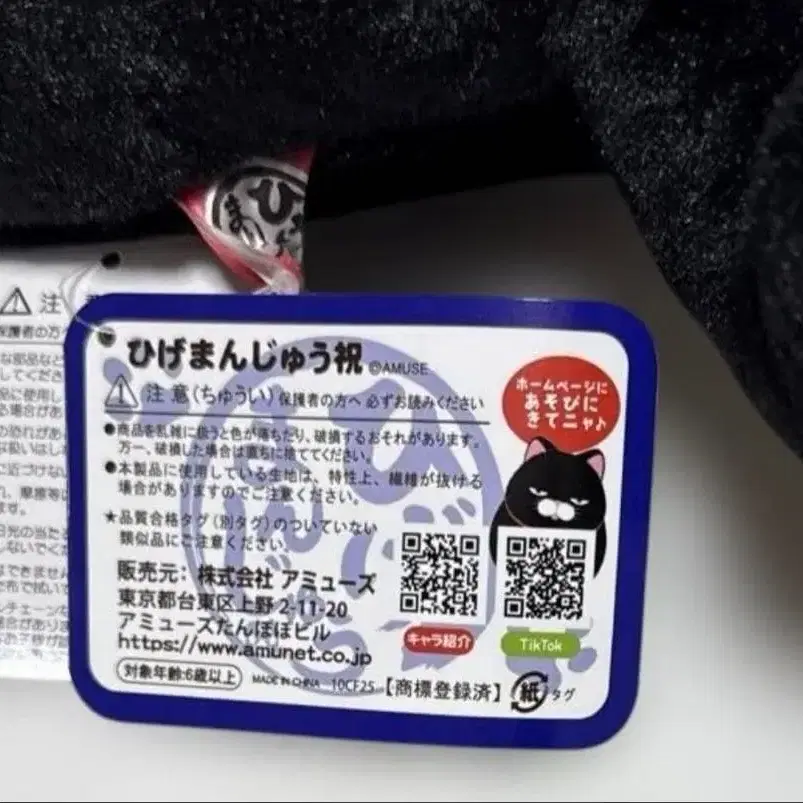 ひげまんじゅう祝 ©AMUSE
注意(ちゅうい)保護者の方へ 必ずお読みください
●商品を乱雑に扱うと色が落ちたり、破損するおそれがあります。
万一、破損した場合は直ちに捨ててください。
●本製品に使用している生地は、特性上、繊維が抜ける
場合がありますのでご注意ください。
★品質合格タグ(別タグ)のついていない
類似品にご注意ください。
販売元: 株式会社 アミューズ
東京都台東区上野 2-11-20
アミューズたんぽぽビル
https://www.amunet.co.jp
対象年齢:6歳以上 MADE IN CHINA 10CF25 【商標登録済】 紙 タグ
ホームページに
あそびに
きてニャ♪
キャラ紹介
TikTok
注
保護者の方